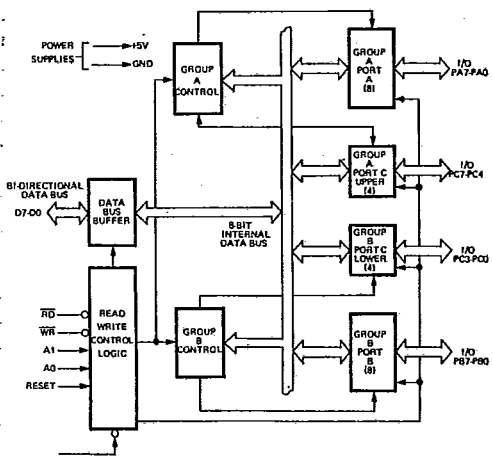 POWER
SUPPLIES
+5V
GND
GROUP
A
CONTROL
GROUP
A
PORT
A
(8)
I/O
PA7-PA0
GROUP
A
PORT C
UPPER
(4)
I/O
PC7-PC4
BI-DIRECTIONAL
DATA BUS
D7-D0
DATA
BUS
BUFFER
8-BIT
INTERNAL
DATA BUS
GROUP
B
PORT C
LOWER
(4)
I/O
PC3-PC0
RD
WR
A1
A0
RESET
READ
WRITE
CONTROL
LOGIC
GROUP
B
CONTROL
GROUP
B
PORT
B
(8)
I/O
PB7-PB0